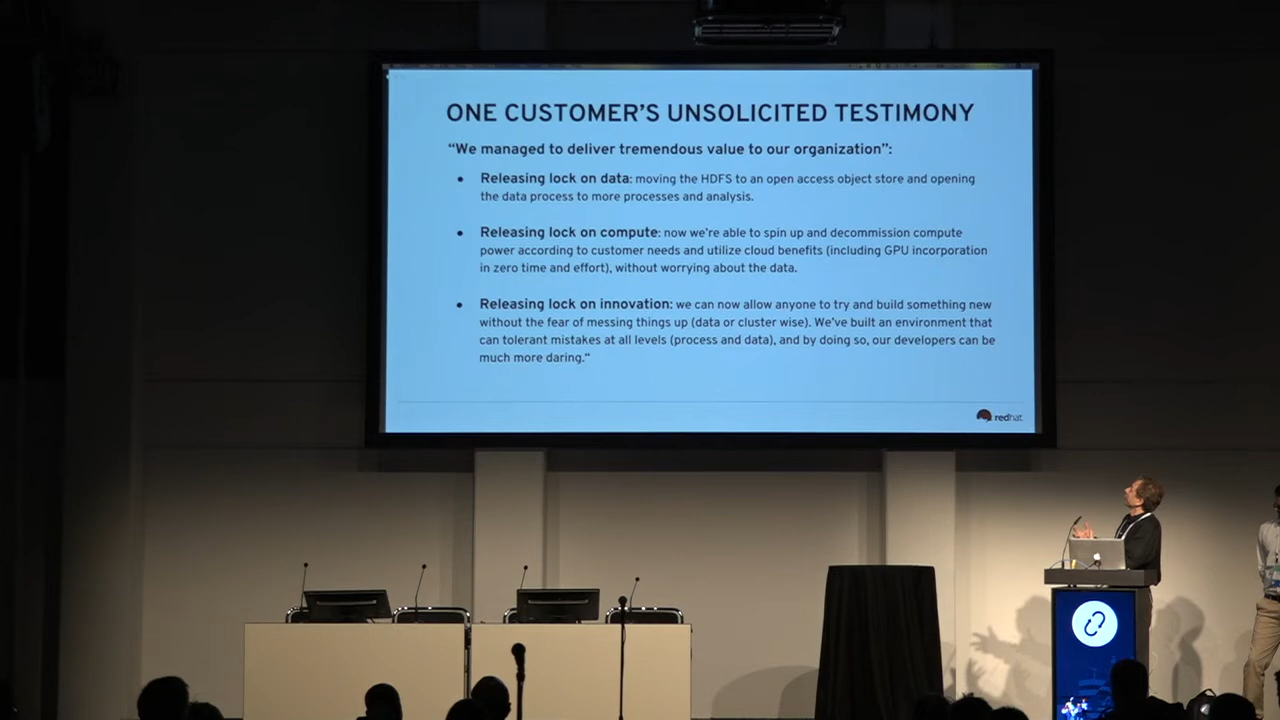 ONE CUSTOMER'S UNSOLICITED TESTIMONY
“We managed to deliver tremendous value to our organization”:
• Releasing lock on data: moving the HDFS to an open access object store and opening
the data process to more processes and analysis.
• Releasing lock on compute: now we're able to spin up and decommission compute
power according to customer needs and utilize cloud benefits (including GPU incorporation
in zero time and effort), without worrying about the data.
• Releasing lock on innovation: we can now allow anyone to try and build something new
without the fear of messing things up (data or cluster wise). We've built an environment that
can tolerant mistakes at all levels (process and data), and by doing so, our developers can be
much more daring.“
redhat